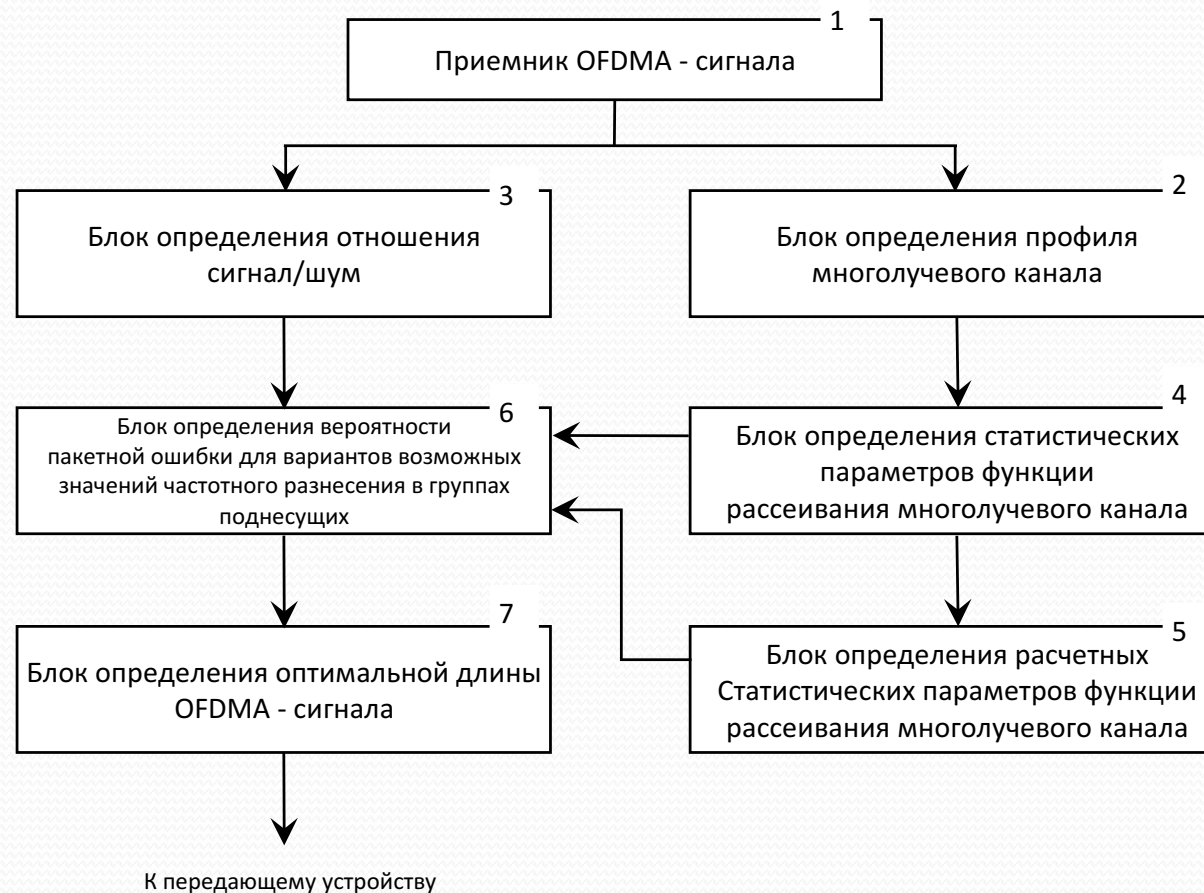 1
Приемник OFDMA - сигнала
3
Блок определения отношения
сигнал/шум
2
Блок определения профиля
многолучевого канала
6
Блок определения вероятности
пакетной ошибки для вариантов возможных
значений частотного разнесения в группах
поднесущих
4
Блок определения статистических
параметров функции
рассеивания многолучевого канала
7
Блок определения оптимальной длины
OFDMA - сигнала
5
Блок определения расчетных
Статистических параметров функции
рассеивания многолучевого канала
К передающему устройству